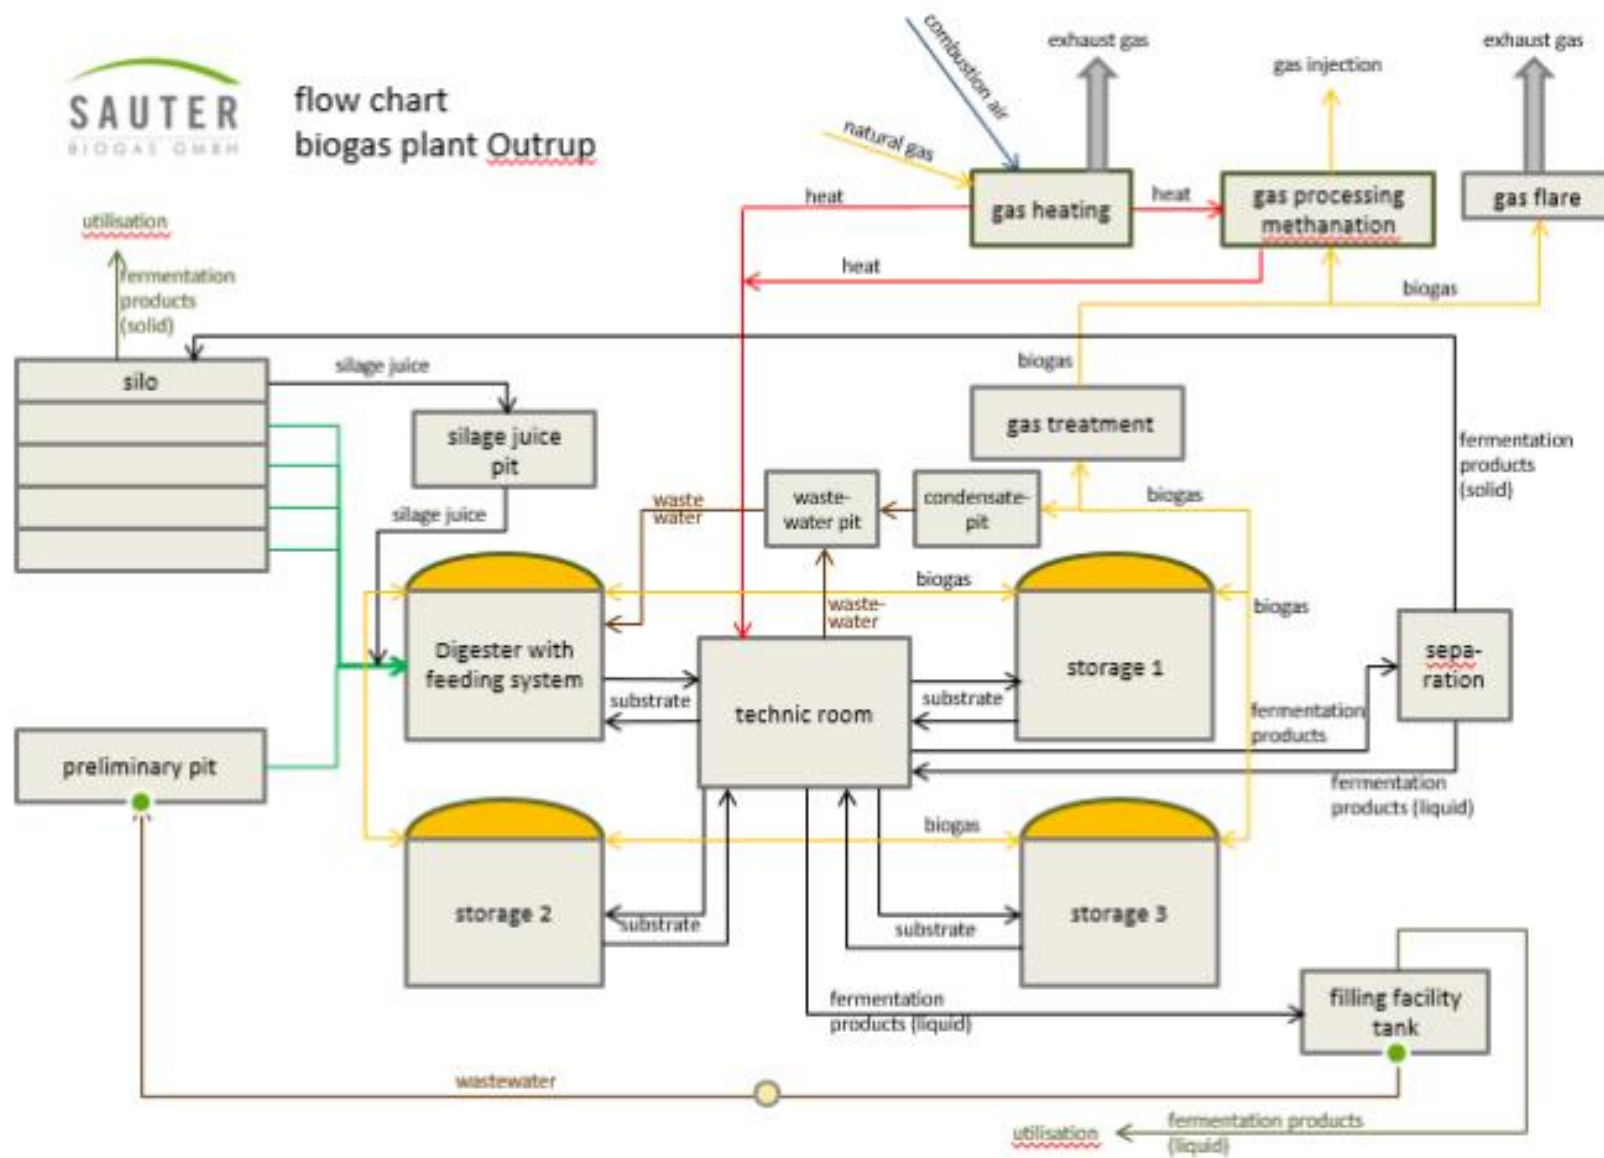 SAUTER
BIOGAS GMBH
flow chart
biogas plant Outrup
combustion air
exhaust gas
gas injection
exhaust gas
natural gas
gas heating
heat
heat
gas processing
methanation
gas flare
heat
biogas
utilisation
fermentation
products
(solid)
silo
silage juice
silage juice
pit
silage juice
biogas
gas treatment
fermentation
products
(solid)
waste
water
waste-
water pit
condensate-
pit
biogas
biogas
waste-
water
biogas
Digester with
feeding system
substrate
technic room
substrate
storage 1
sepa-
ration
fermentation
products
fermentation
products (liquid)
preliminary pit
biogas
storage 2
substrate
substrate
storage 3
fermentation
products (liquid)
filling facility
tank
wastewater
utilisation
fermentation products
(liquid)